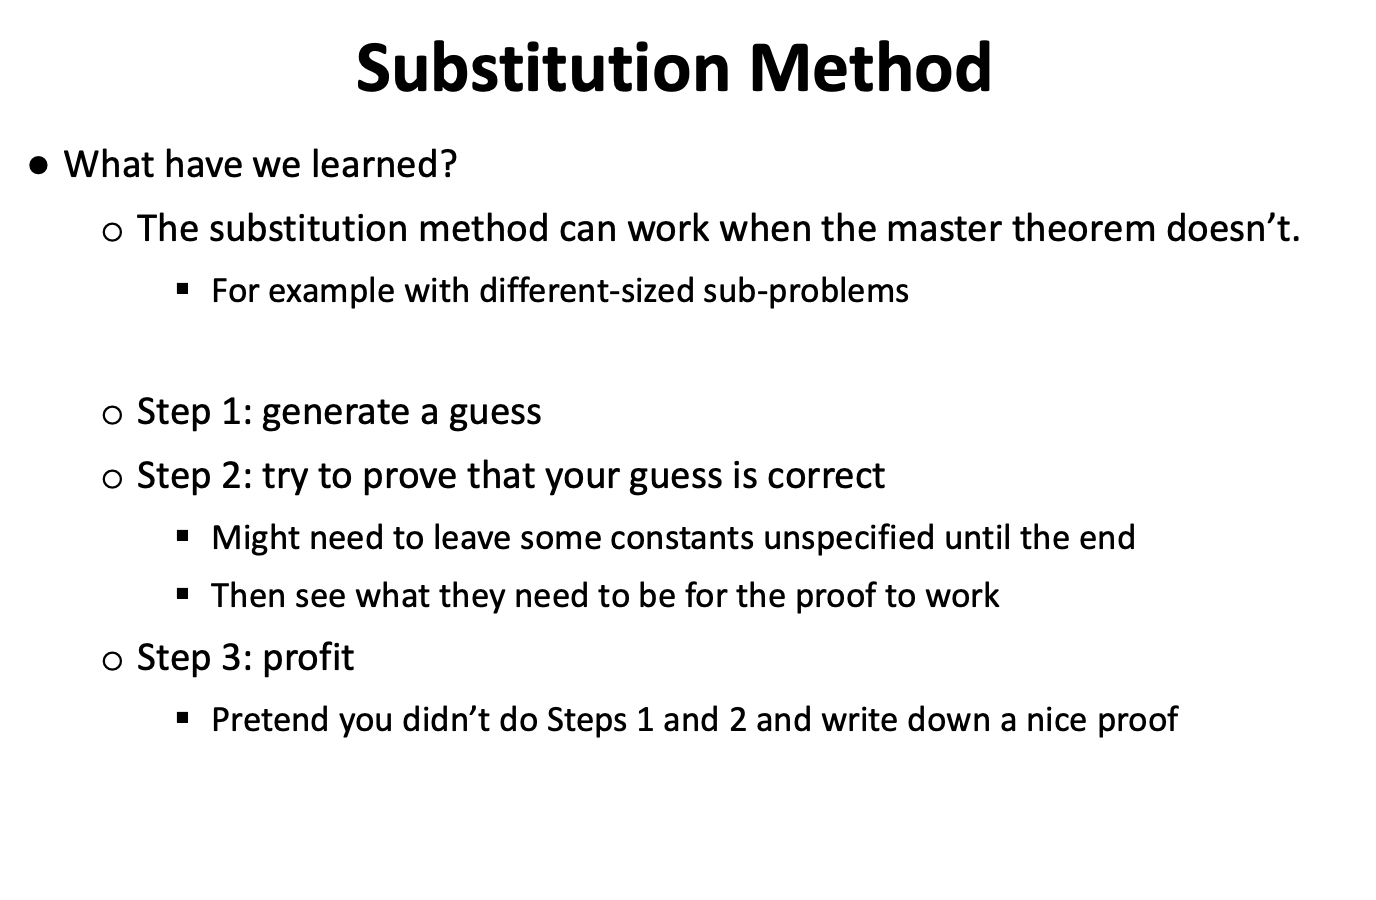 Substitution Method
● What have we learned?
○ The substitution method can work when the master theorem doesn’t.
▪ For example with different-sized sub-problems
○ Step 1: generate a guess
○ Step 2: try to prove that your guess is correct
▪ Might need to leave some constants unspecified until the end
▪ Then see what they need to be for the proof to work
○ Step 3: profit
▪ Pretend you didn’t do Steps 1 and 2 and write down a nice proof